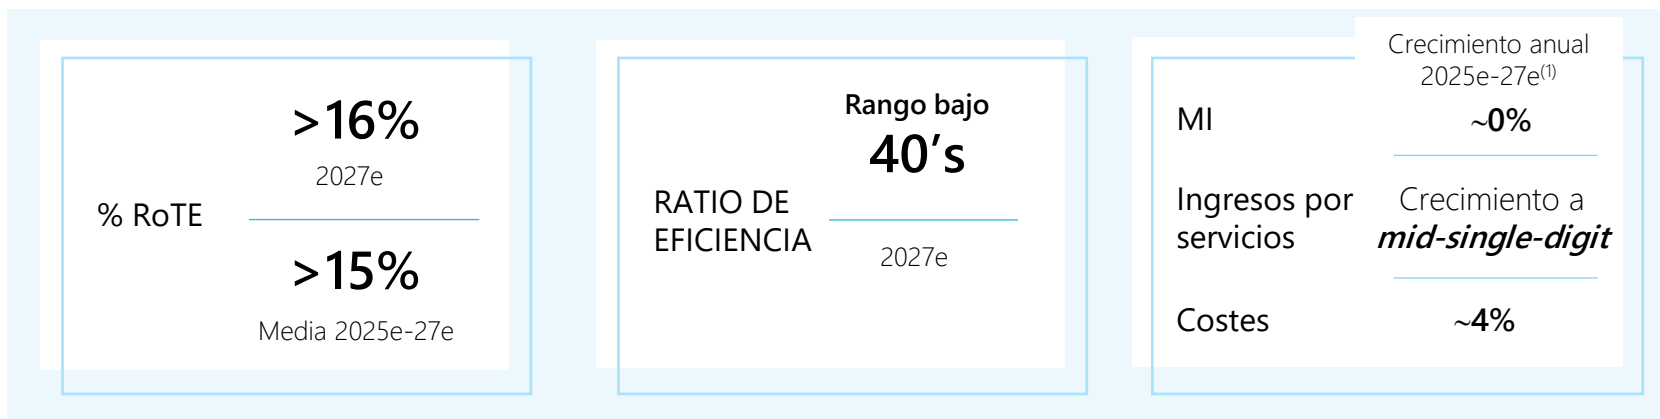 % RoTE
>16%
2027e
>15%
Media 2025e-27e
RATIO DE
EFICIENCIA
Rango bajo
40’s
2027e
Crecimiento anual
2025e-27e(1)
MI
~0%
Ingresos por
servicios
Crecimiento a
mid-single-digit
Costes
~4%